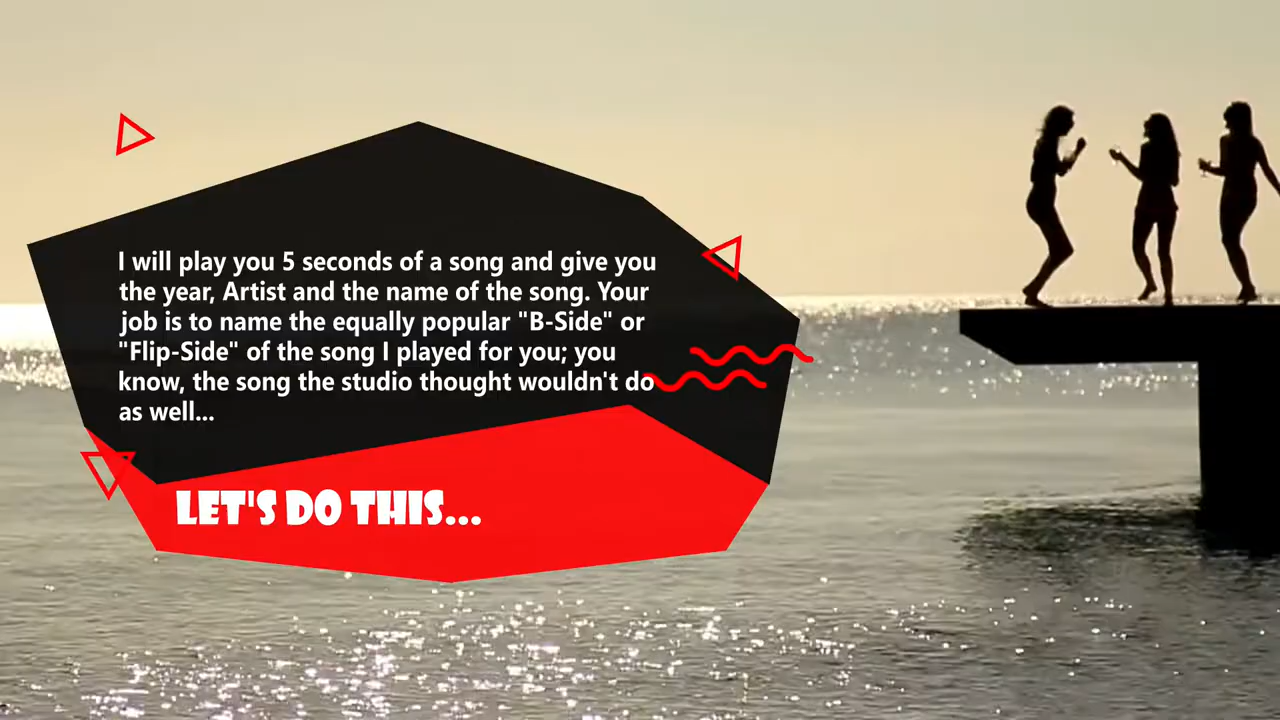 I will play you 5 seconds of a song and give you
the year, Artist and the name of the song. Your
job is to name the equally popular "B-Side" or
"Flip-Side" of the song I played for you; you
know, the song the studio thought wouldn't do
as well...
LET'S DO THIS...